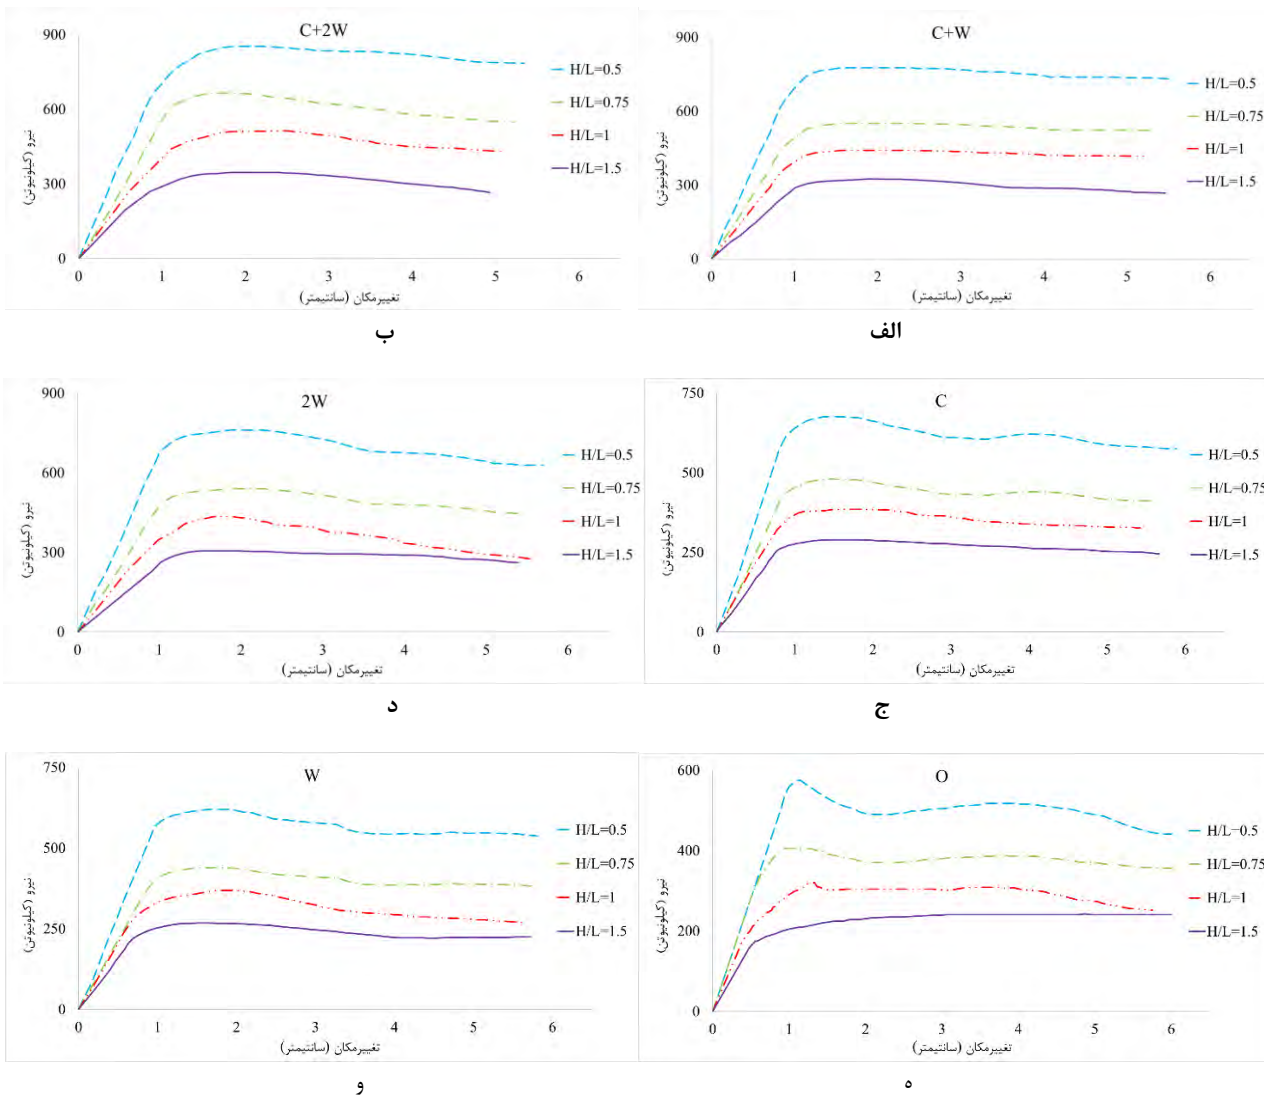 C+W
900
600
300
0
0 1 2 3 4 5 6
نیرو (کیلونیوتن)
تغییرمکان (سانتیمتر)
H/L=0.5
H/L=0.75
H/L=1
H/L=1.5
الف
C+2W
900
600
300
0
0 1 2 3 4 5 6
نیرو (کیلونیوتن)
تغییرمکان (سانتیمتر)
H/L=0.5
H/L=0.75
H/L=1
H/L=1.5
ب
C
750
500
250
0
0 1 2 3 4 5 6
نیرو (کیلونیوتن)
تغییرمکان (سانتیمتر)
H/L=0.5
H/L=0.75
H/L=1
H/L=1.5
ج
2W
900
600
300
0
0 1 2 3 4 5 6
نیرو (کیلونیوتن)
تغییرمکان (سانتیمتر)
H/L=0.5
H/L=0.75
H/L=1
H/L=1.5
د
O
600
400
200
0
0 1 2 3 4 5 6
نیرو (کیلونیوتن)
تغییرمکان (سانتیمتر)
H/L=0.5
H/L=0.75
H/L=1
H/L=1.5
ه
W
750
500
250
0
0 1 2 3 4 5 6
نیرو (کیلونیوتن)
تغییرمکان (سانتیمتر)
H/L=0.5
H/L=0.75
H/L=1
H/L=1.5
و